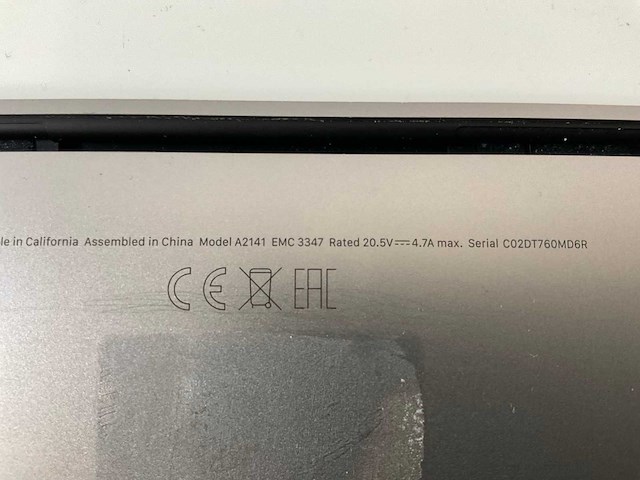 le in California Assembled in China Model A2141 EMC 3347 Rated 20.5V⎓4.7A max. Serial C02DT760MD6R
CE EAC